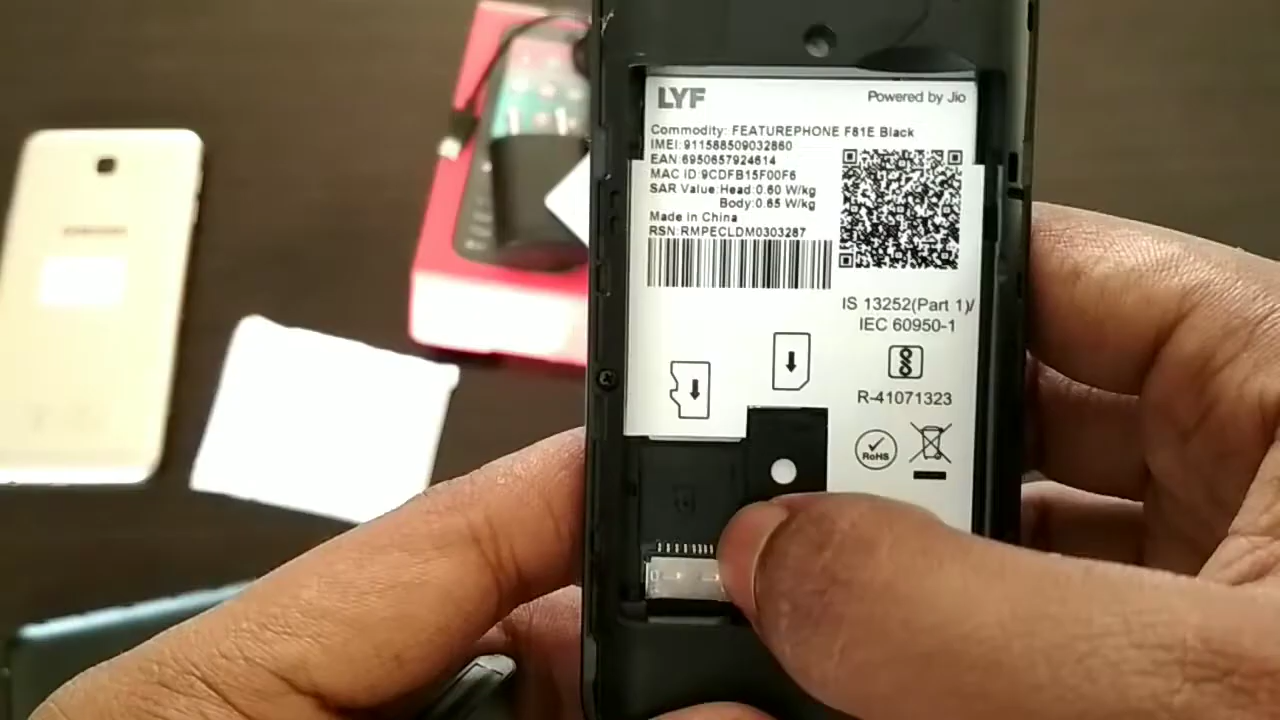 LYF
Powered by Jio
Commodity: FEATUREPHONE F81E Black
IMEI:911588509032860
EAN:6950657924614
MAC ID:9CDFB15F00F6
SAR Value:Head:0.60 W/kg
Body:0.65 W/kg
Made in China
RSN:RMPECLDM0303287
IS 13252(Part 1)/
IEC 60950-1
R-41071323
RoHS
SAMSUNG